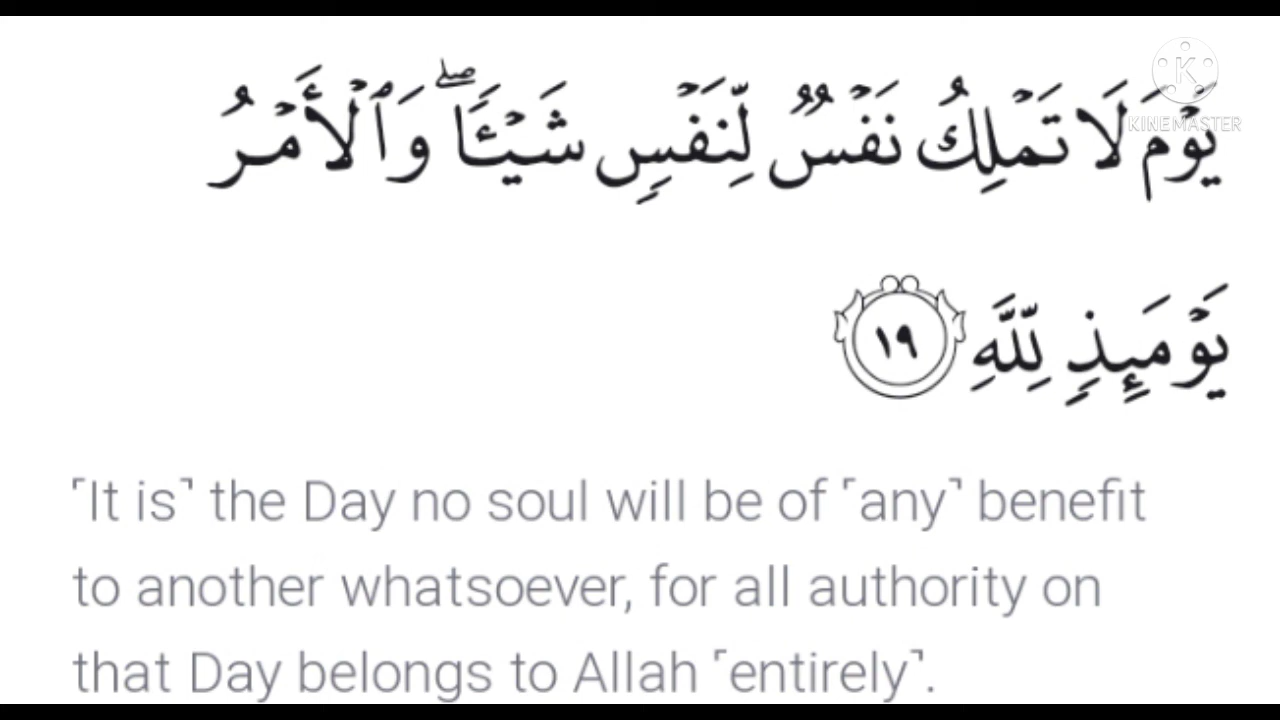 KINEMASTER
يَوْمَ لَا تَمْلِكُ نَفْسٌ لِّنَفْسٍ شَيْـًٔا ۖ وَٱلْأَمْرُ
يَوْمَئِذٍ لِّلَّهِ ١٩
⸢It is⸣ the Day no soul will be of ⸢any⸣ benefit
to another whatsoever, for all authority on
that Day belongs to Allah ⸢entirely⸣.